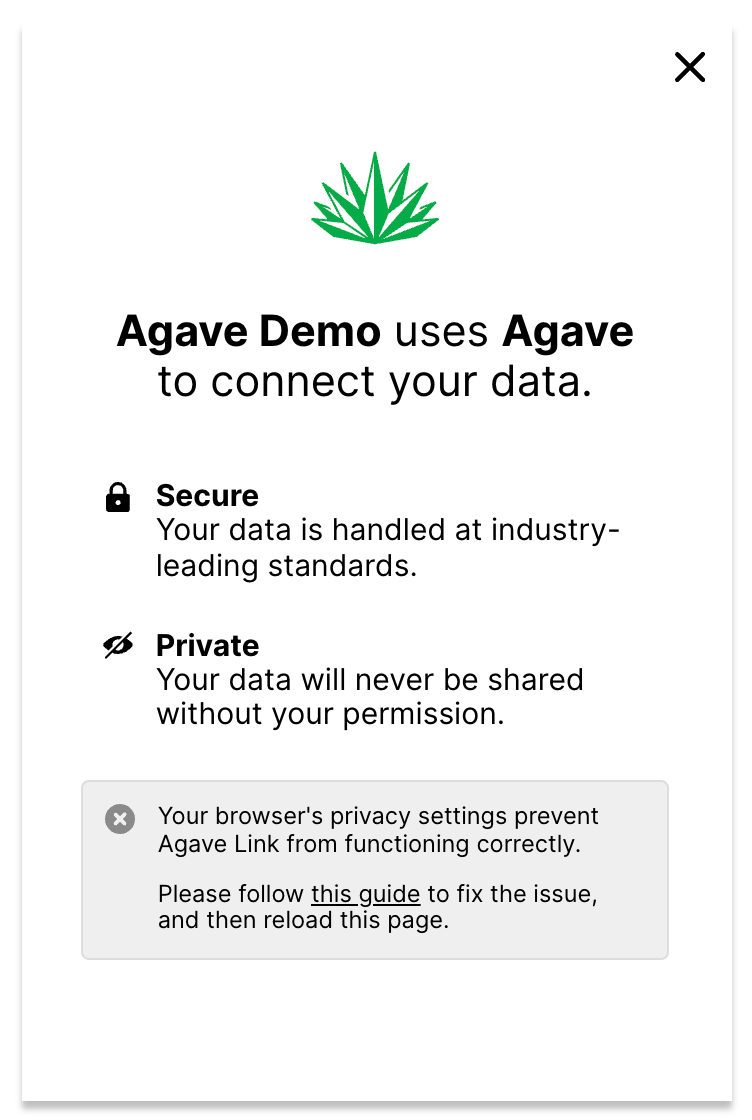 Agave Demo uses Agave
to connect your data.
Secure
Your data is handled at industry-
leading standards.
Private
Your data will never be shared
without your permission.
Your browser's privacy settings prevent
Agave Link from functioning correctly.
Please follow this guide to fix the issue,
and then reload this page.